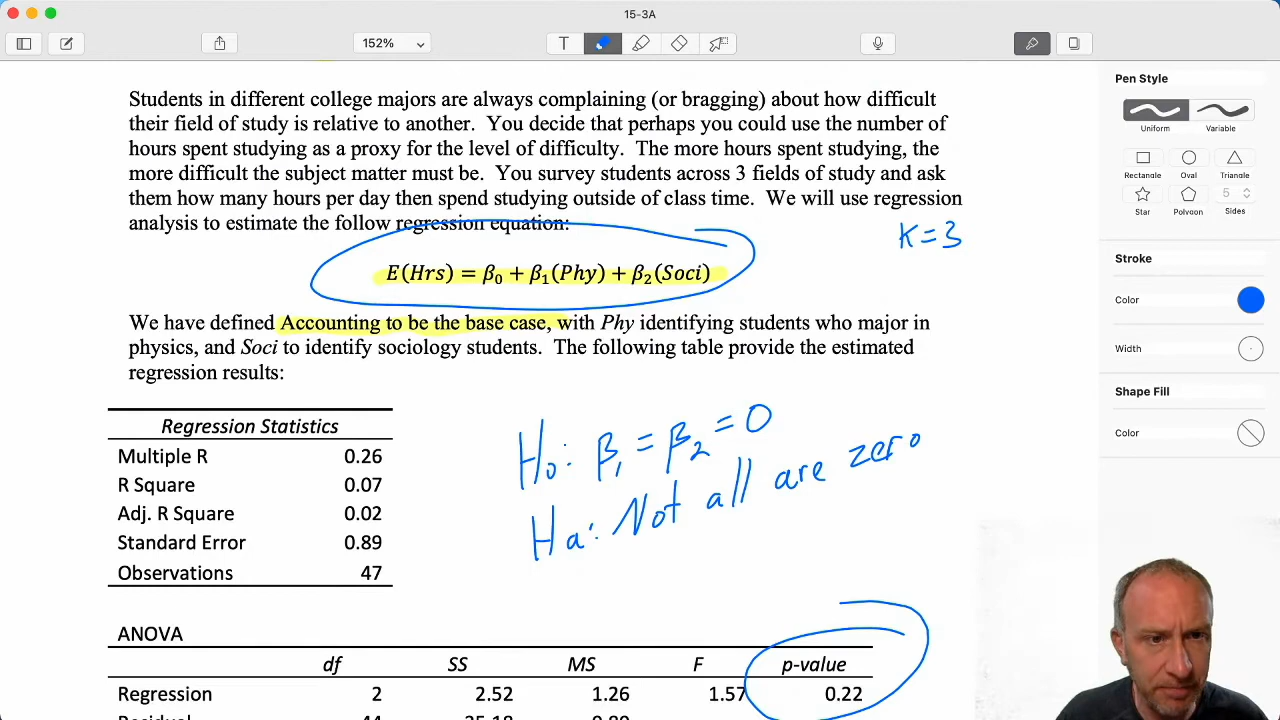 15-3A
152%
T
Pen Style
Uniform
Variable
Rectangle
Oval
Triangle
Star
Polygon
5
Sides
Stroke
Color
Width
Shape Fill
Color
Students in different college majors are always complaining (or bragging) about how difficult
their field of study is relative to another. You decide that perhaps you could use the number of
hours spent studying as a proxy for the level of difficulty. The more hours spent studying, the
more difficult the subject matter must be. You survey students across 3 fields of study and ask
them how many hours per day then spend studying outside of class time. We will use regression
analysis to estimate the follow regression equation:
K=3
E(Hrs) = β₀ + β₁(Phy) + β₂(Soci)
We have defined Accounting to be the base case, with Phy identifying students who major in
physics, and Soci to identify sociology students. The following table provide the estimated
regression results:
Regression Statistics
Multiple R 0.26
R Square 0.07
Adj. R Square 0.02
Standard Error 0.89
Observations 47
H₀: β₁ = β₂ = 0
Ha: Not all are zero
ANOVA
df SS MS F p-value
Regression 2 2.52 1.26 1.57 0.22